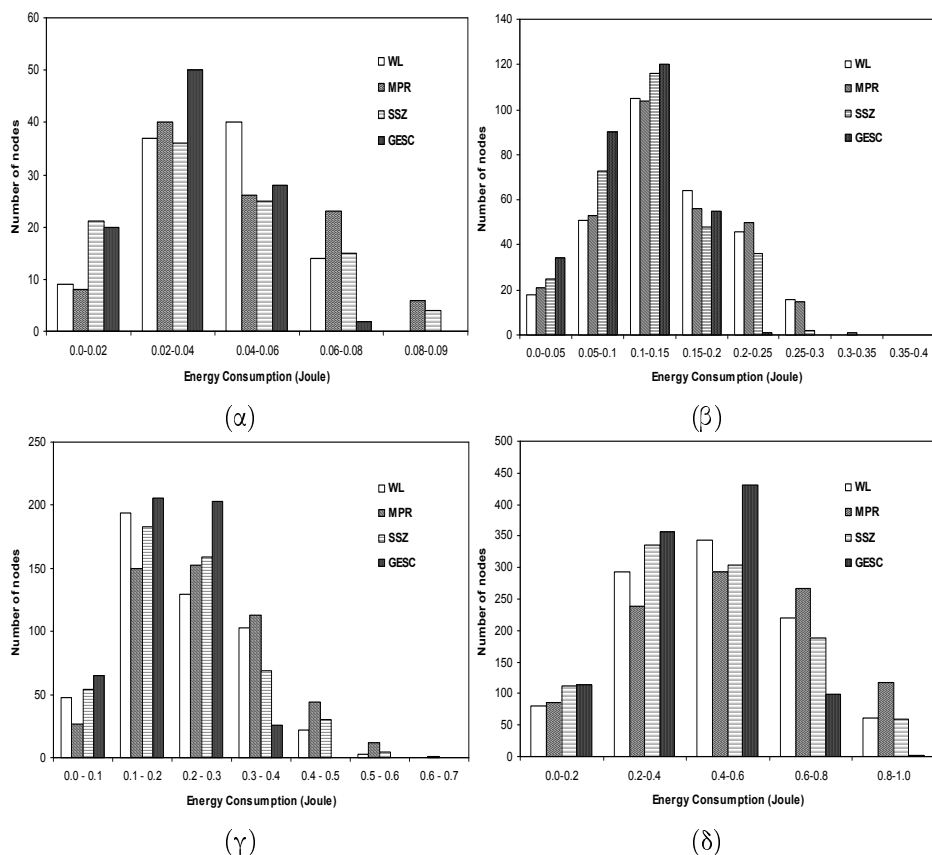 60
50
40
30
20
10
0
Number of nodes
WL
MPR
SSZ
GESC
0.0-0.02 0.02-0.04 0.04-0.06 0.06-0.08 0.08-0.09
Energy Consumption (Joule)
(α)
140
120
100
80
60
40
20
0
Number of nodes
WL
MPR
SSZ
GESC
0.0-0.05 0.05-0.1 0.1-0.15 0.15-0.2 0.2-0.25 0.25-0.3 0.3-0.35 0.35-0.4
Energy Consumption (Joule)
(β)
250
200
150
100
50
0
Number of nodes
WL
MPR
SSZ
GESC
0.0 - 0.1 0.1 - 0.2 0.2 - 0.3 0.3 - 0.4 0.4 - 0.5 0.5 - 0.6 0.6 - 0.7
Energy Consumption (Joule)
(γ)
500
450
400
350
300
250
200
150
100
50
0
Number of nodes
WL
MPR
SSZ
GESC
0.0-0.2 0.2-0.4 0.4-0.6 0.6-0.8 0.8-1.0
Energy Consumption (Joule)
(δ)